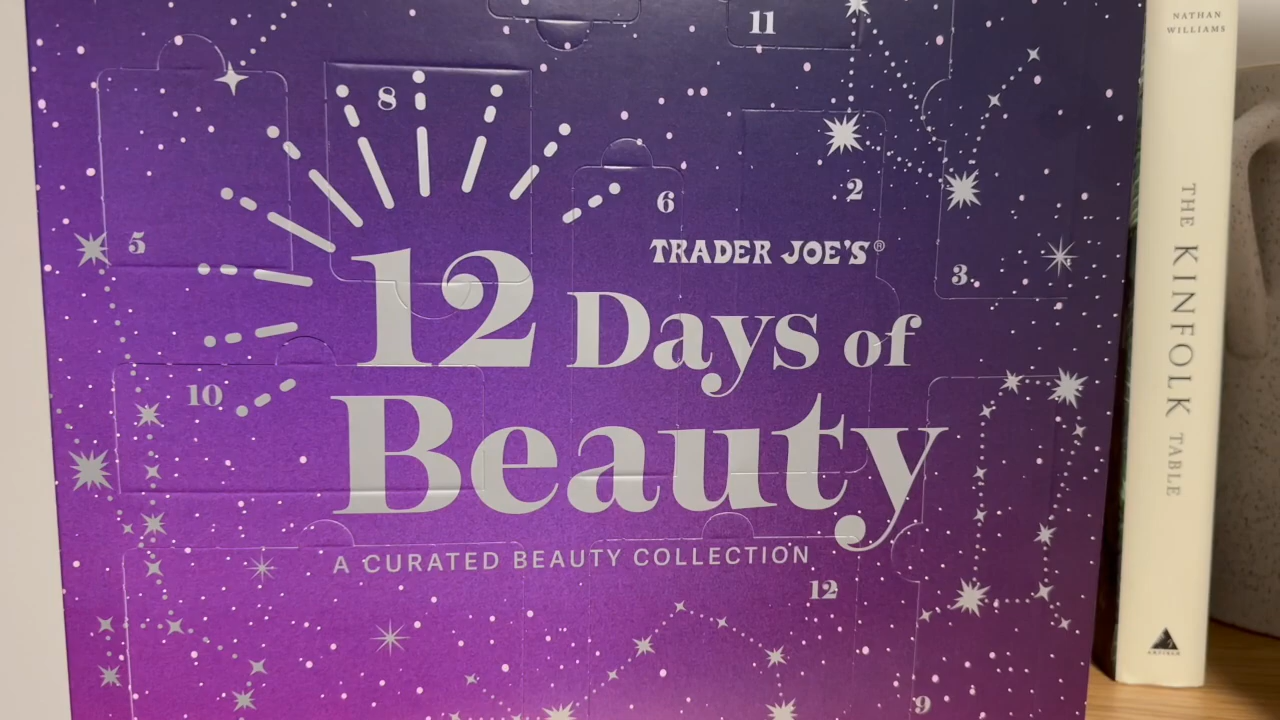 11
8
6
2
5
3
TRADER JOE'S®
12 Days of
Beauty
10
A CURATED BEAUTY COLLECTION
12
9
NATHAN
WILLIAMS
THE KINFOLK TABLE
ARTISAN